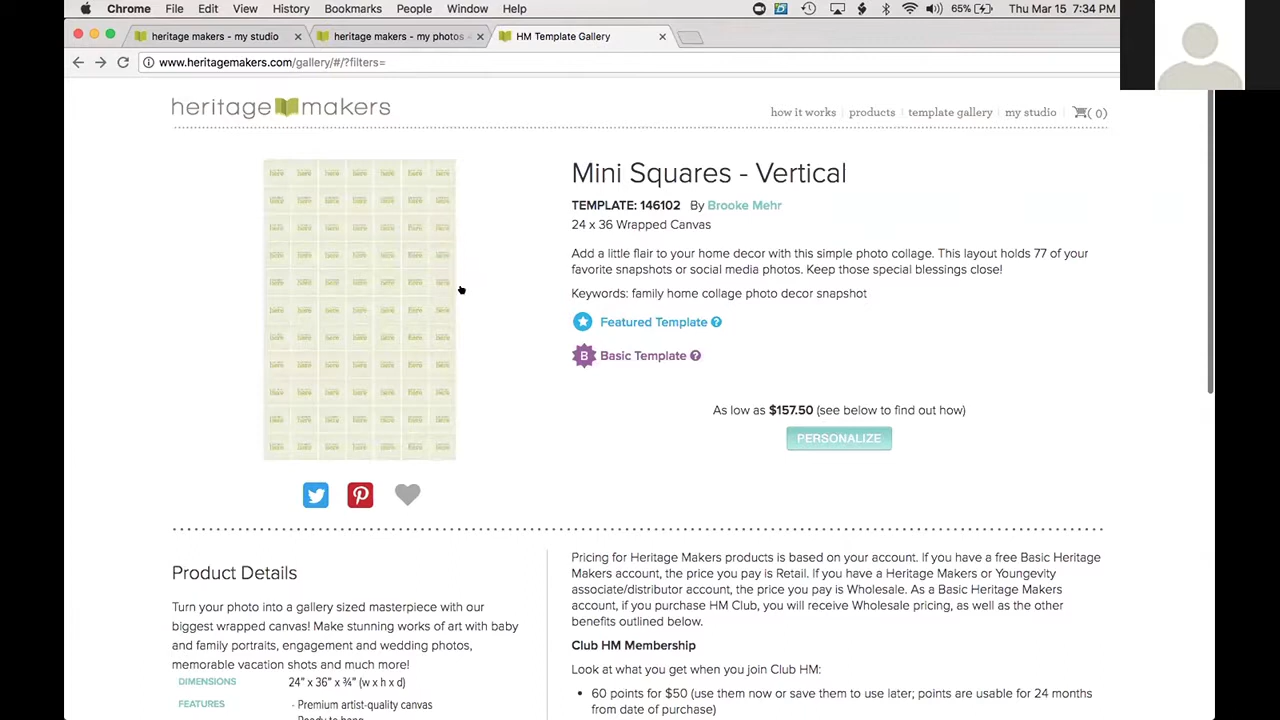 Chrome File Edit View History Bookmarks People Window Help 65% Thu Mar 15 7:34 PM
heritage makers - my studio heritage makers - my photos HM Template Gallery
www.heritagemakers.com/gallery/#/?filters=
heritage makers how it works products template gallery my studio ( 0)
Mini Squares - Vertical
TEMPLATE: 146102 By Brooke Mehr
24 x 36 Wrapped Canvas
Add a little flair to your home decor with this simple photo collage. This layout holds 77 of your
favorite snapshots or social media photos. Keep those special blessings close!
Keywords: family home collage photo decor snapshot
Featured Template ?
B Basic Template ?
As low as $157.50 (see below to find out how)
PERSONALIZE
Product Details
Turn your photo into a gallery sized masterpiece with our
biggest wrapped canvas! Make stunning works of art with baby
and family portraits, engagement and wedding photos,
memorable vacation shots and much more!
DIMENSIONS 24" x 36" x ¾" (w x h x d)
FEATURES - Premium artist-quality canvas
- Ready to hang
Pricing for Heritage Makers products is based on your account. If you have a free Basic Heritage
Makers account, the price you pay is Retail. If you have a Heritage Makers or Youngevity
associate/distributor account, the price you pay is Wholesale. As a Basic Heritage Makers
account, if you purchase HM Club, you will receive Wholesale pricing, as well as the other
benefits outlined below.
Club HM Membership
Look at what you get when you join Club HM:
• 60 points for $50 (use them now or save them to use later; points are usable for 24 months
from date of purchase)